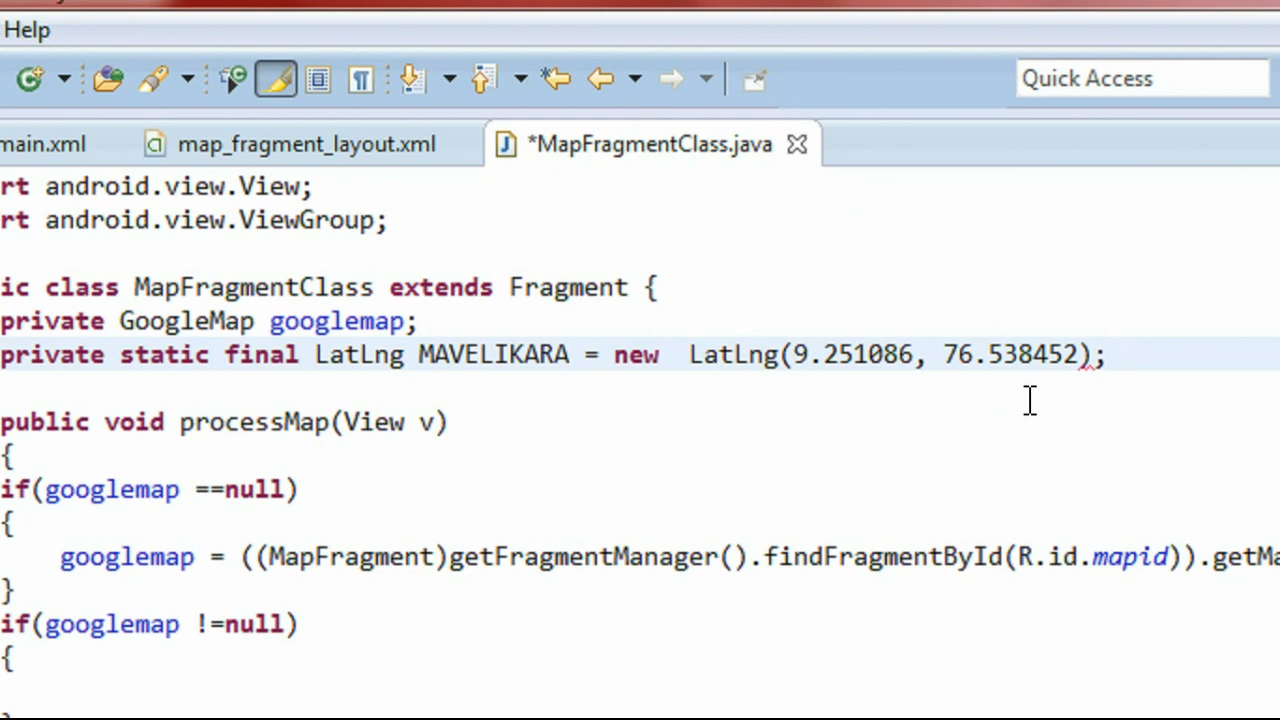 Help
Quick Access
main.xml map_fragment_layout.xml *MapFragmentClass.java
rt android.view.View;
rt android.view.ViewGroup;
ic class MapFragmentClass extends Fragment {
private GoogleMap googlemap;
private static final LatLng MAVELIKARA = new  LatLng(9.251086, 76.538452);
public void processMap(View v)
{
if(googlemap ==null)
{
googlemap = ((MapFragment)getFragmentManager().findFragmentById(R.id.mapid)).getMa
}
if(googlemap !=null)
{